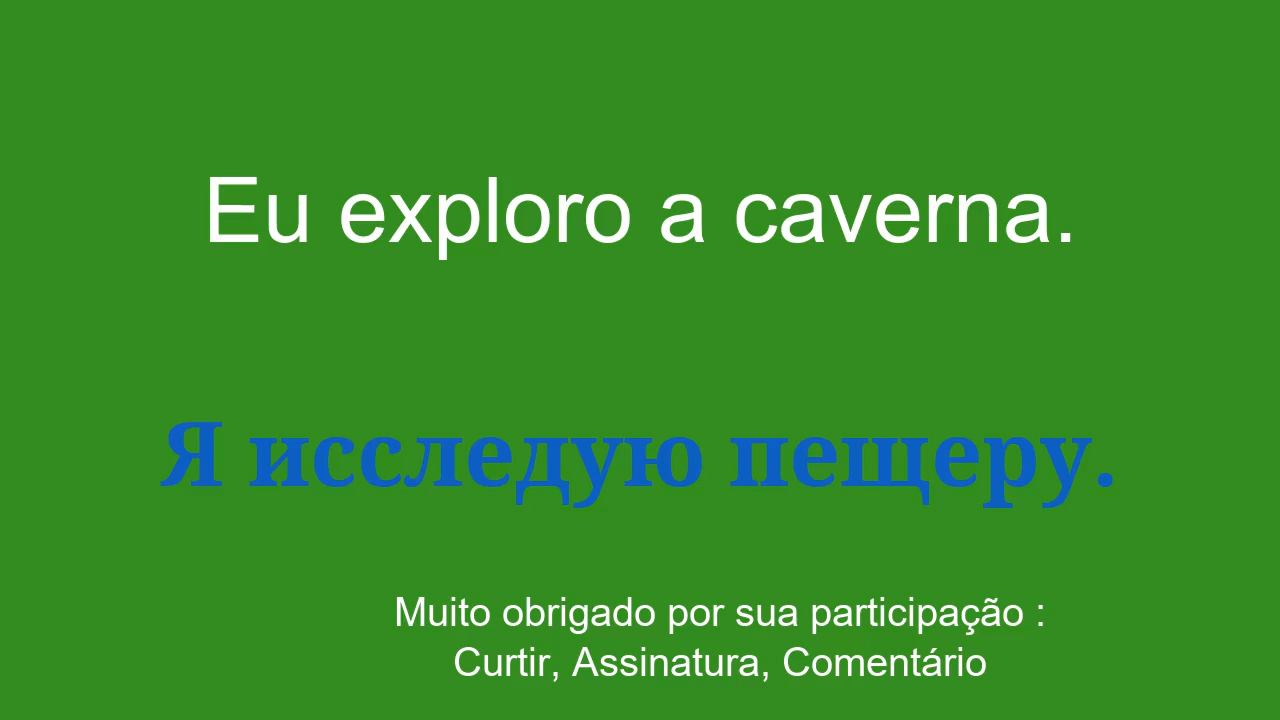 Eu exploro a caverna.
Я исследую пещеру.
Muito obrigado por sua participação :
Curtir, Assinatura, Comentário